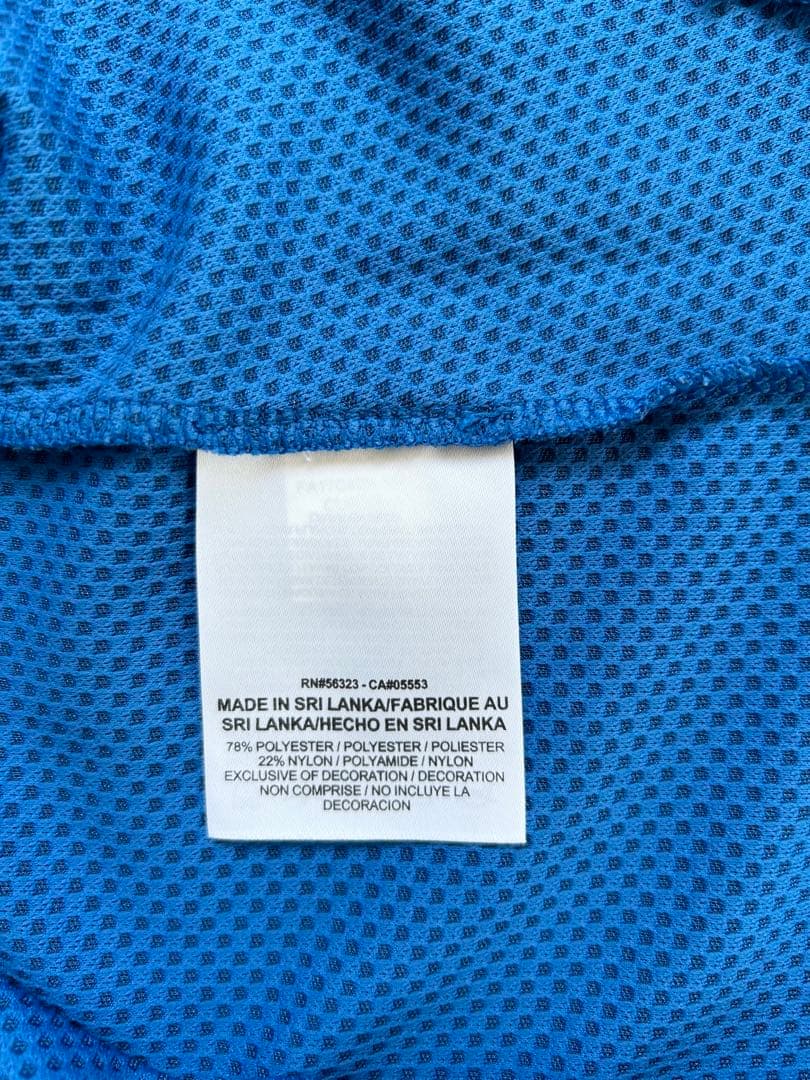 RN#56323 - CA#05553
MADE IN SRI LANKA/FABRIQUE AU
SRI LANKA/HECHO EN SRI LANKA
78% POLYESTER / POLYESTER / POLIESTER
22% NYLON / POLYAMIDE / NYLON
EXCLUSIVE OF DECORATION / DECORATION
NON COMPRISE / NO INCLUYE LA
DECORACION